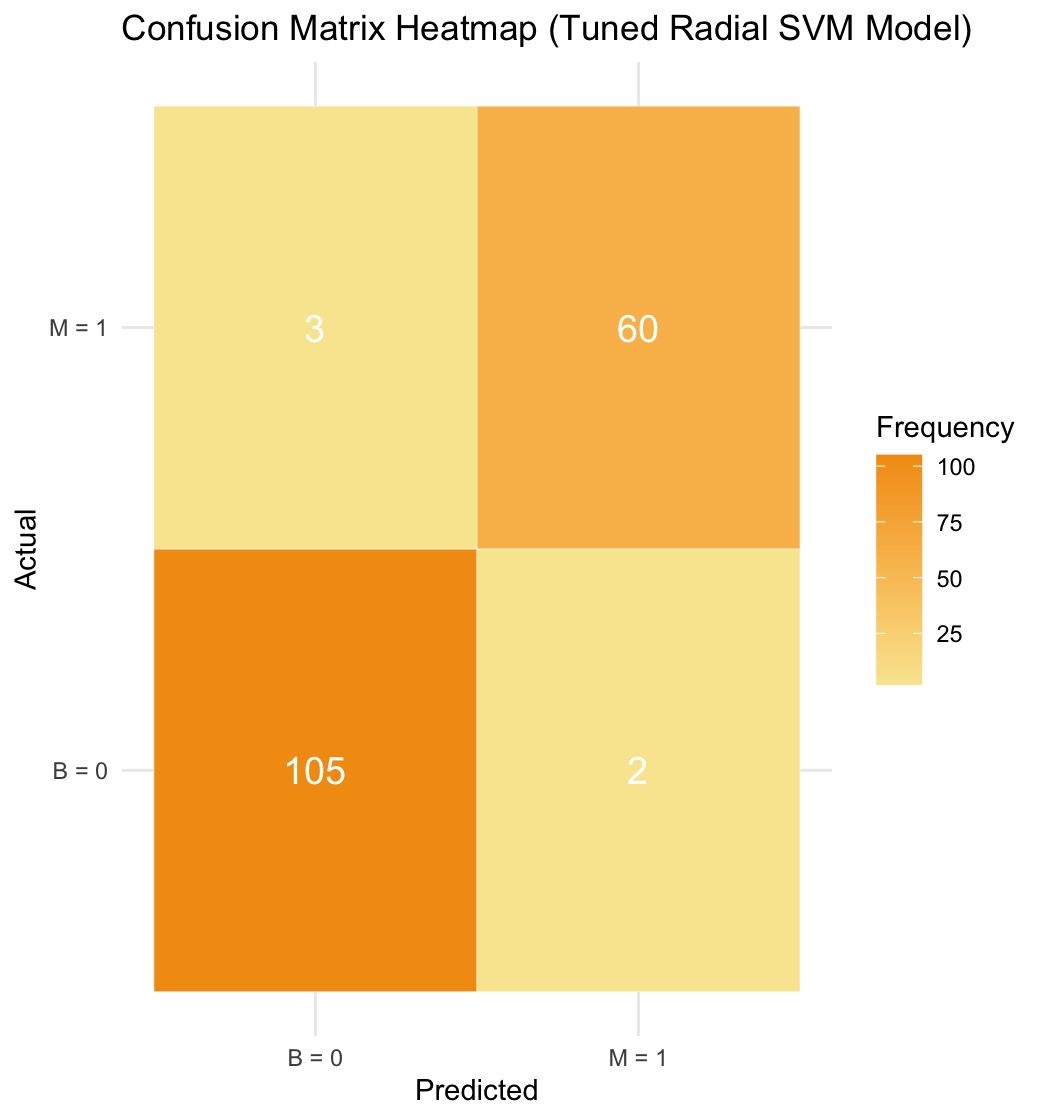 Confusion Matrix Heatmap (Tuned Radial SVM Model)
M = 1
3
60
Actual
B = 0
105
2
B = 0
M = 1
Predicted
Frequency
100
75
50
25